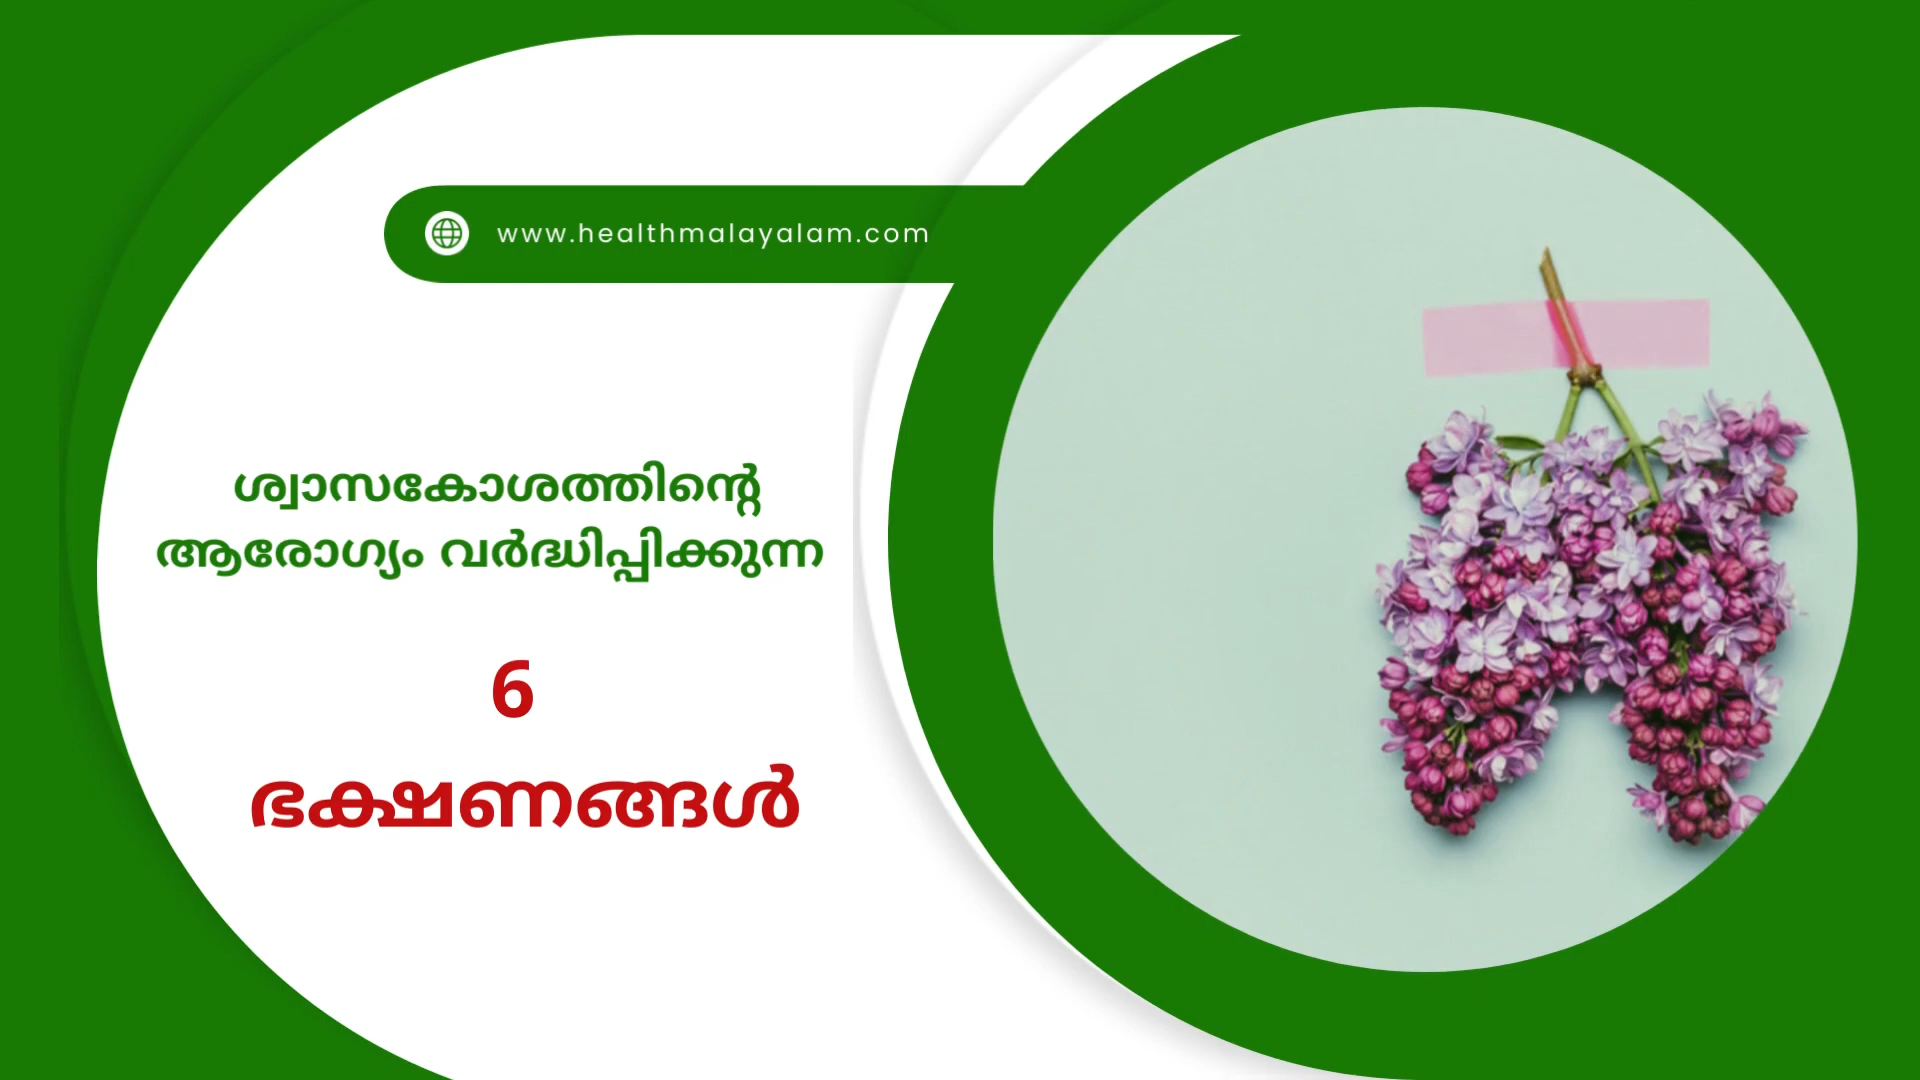 www.healthmalayalam.com
ശ്വാസകോശത്തിന്റെ
ആരോഗ്യം വർദ്ധിപ്പിക്കുന്ന
6
ഭക്ഷണങ്ങൾ